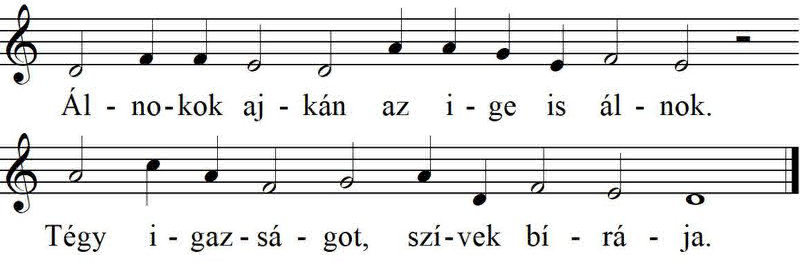 Ál - no - kok aj - kán az i - ge is ál - nok.
Tégy i - gaz - sá - got, szí - vek bí - rá - ja.